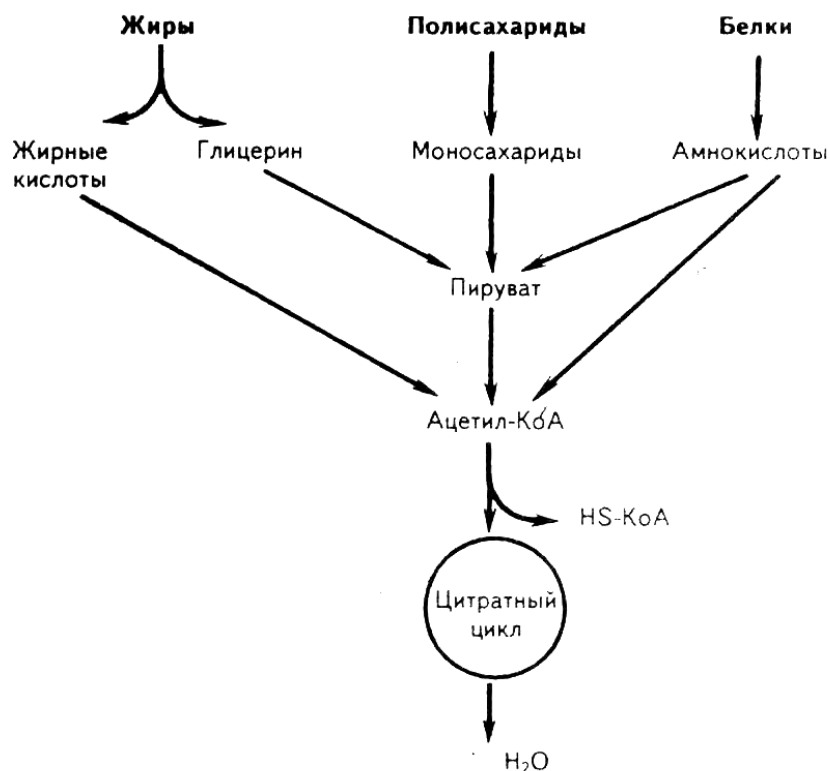 Жиры
Полисахариды
Белки
Жирные
кислоты
Глицерин
Моносахариды
Амнокислоты
Пируват
Ацетил-КоА
HS-КоА
Цитратный
цикл
H₂O